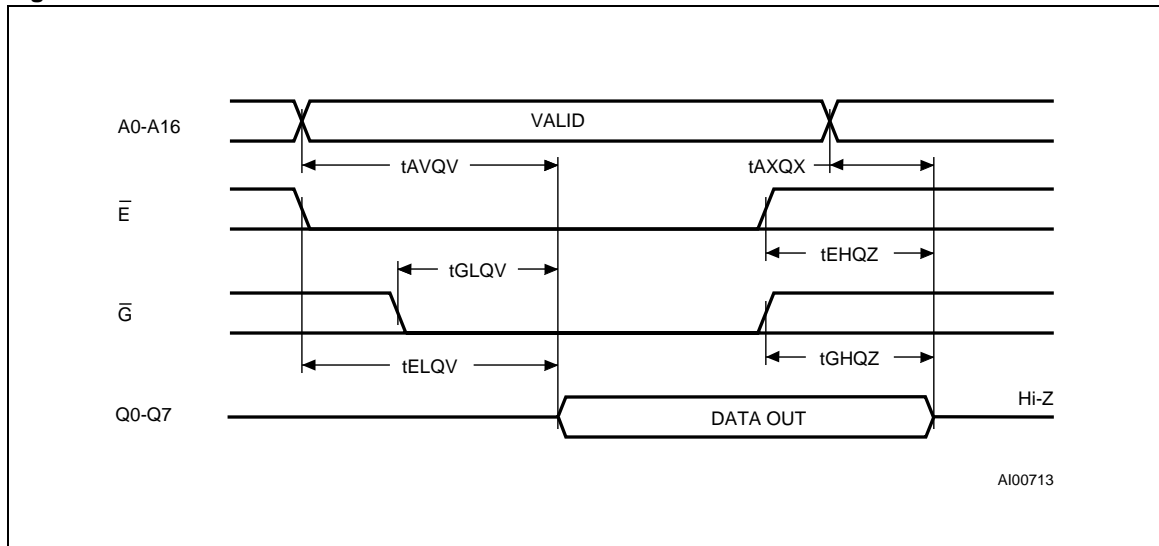 A0-A16
VALID
tAVQV
tAXQX
E̅
tEHQZ
tGLQV
G̅
tGHQZ
tELQV
Q0-Q7
DATA OUT
Hi-Z
AI00713